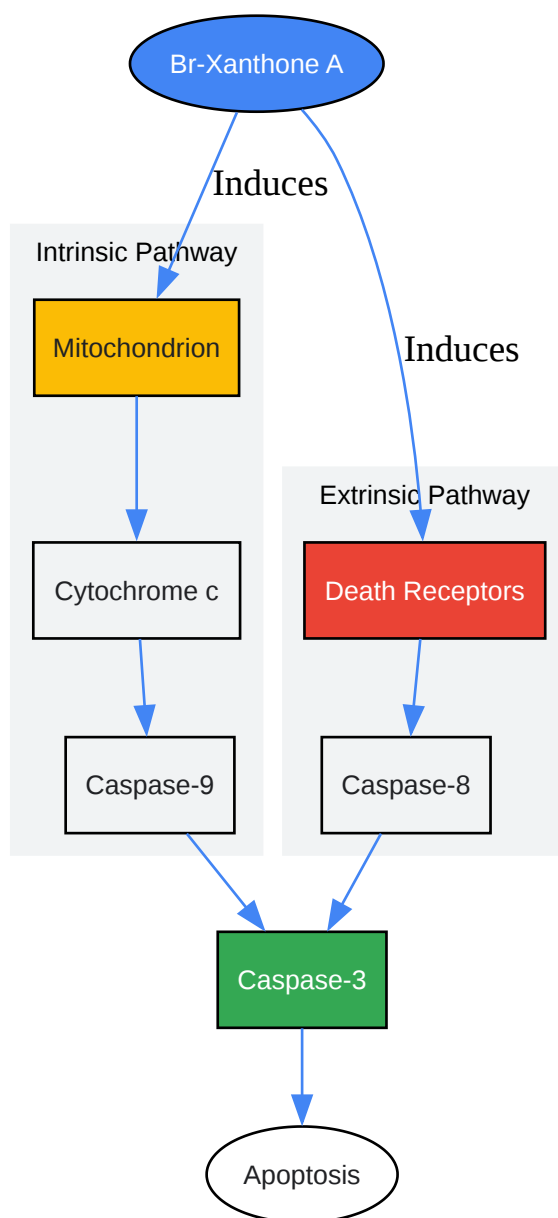 Br-Xanthone A
Induces
Intrinsic Pathway
Mitochondrion
Induces
Extrinsic Pathway
Cytochrome c
Death Receptors
Caspase-9
Caspase-8
Caspase-3
Apoptosis